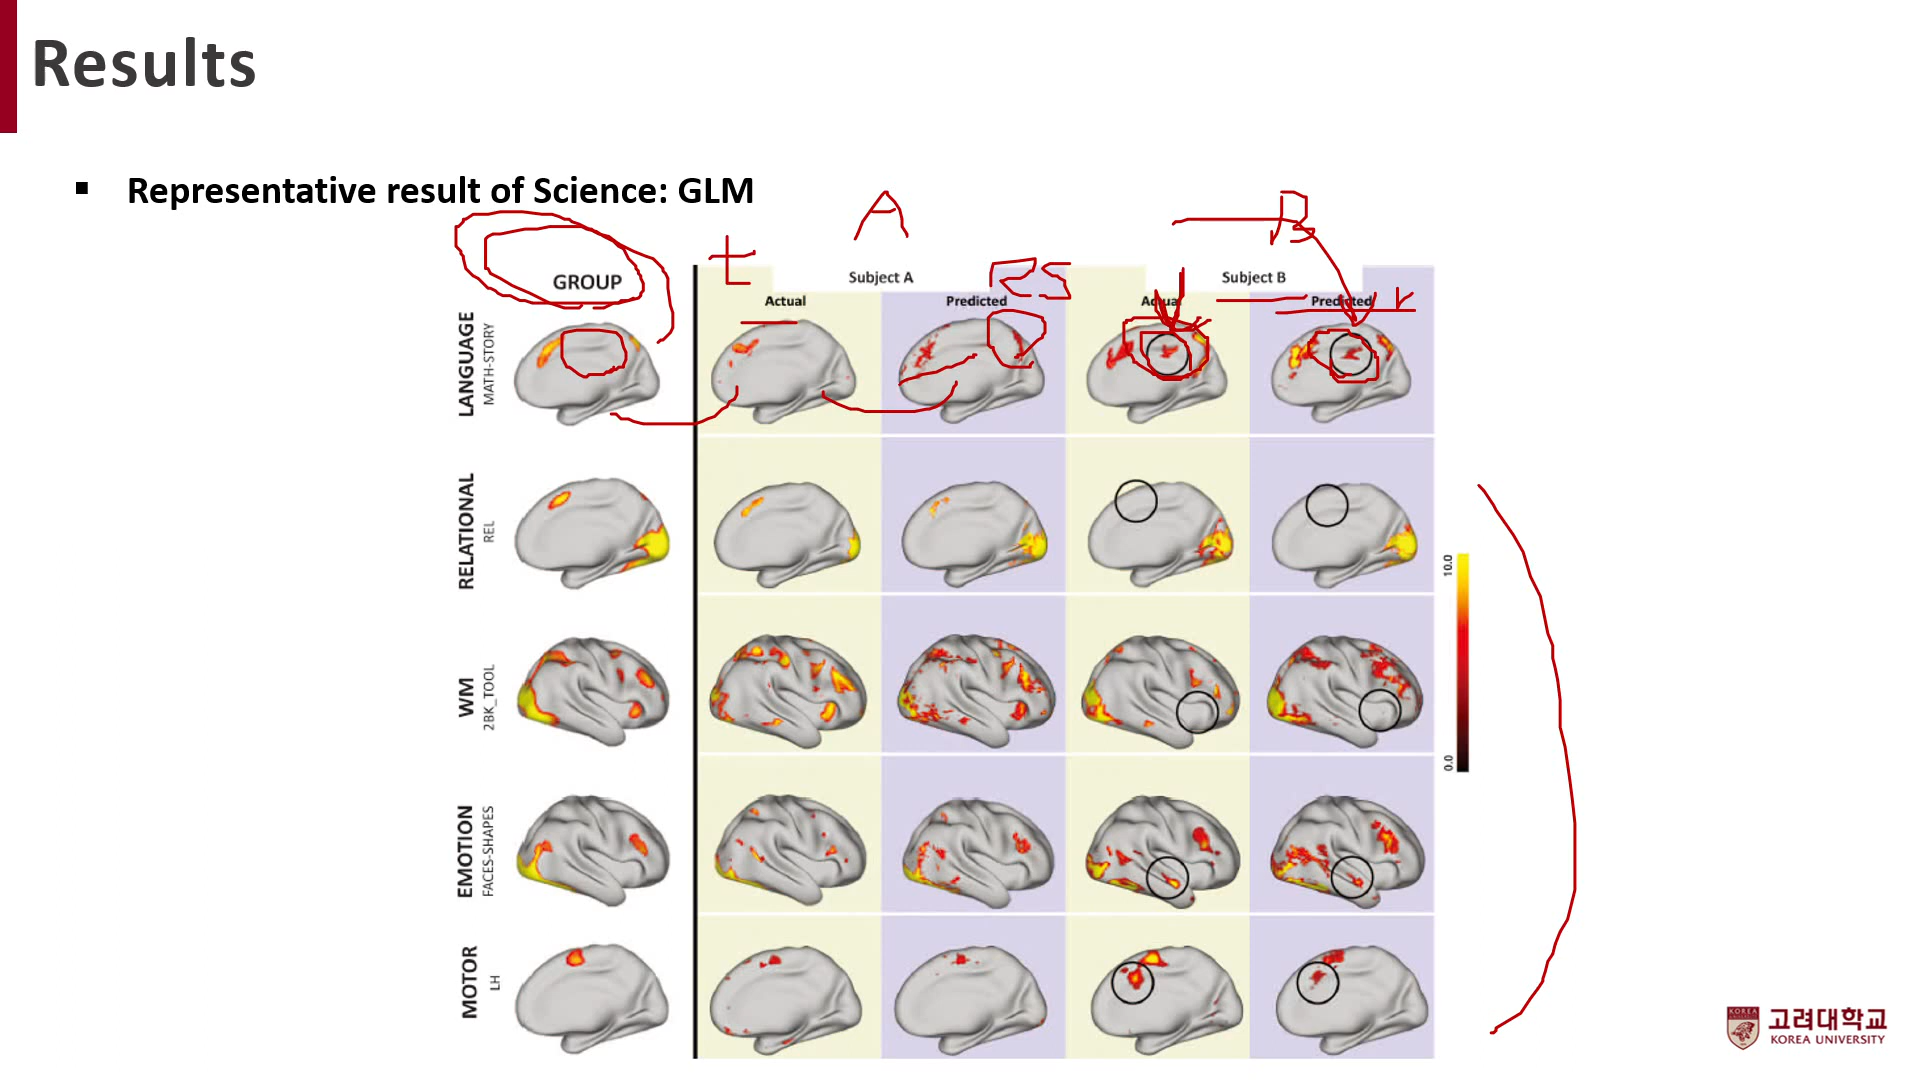 Results
▪ Representative result of Science: GLM
A
B
t
GROUP
Subject A
Subject B
Actual
Predicted
Actual
Predicted
LANGUAGE
MATH-STORY
RELATIONAL
REL
WM
2BK_TOOL
EMOTION
FACES-SHAPES
MOTOR
LH
10.0
0.0
KOREA
고려대학교
KOREA UNIVERSITY